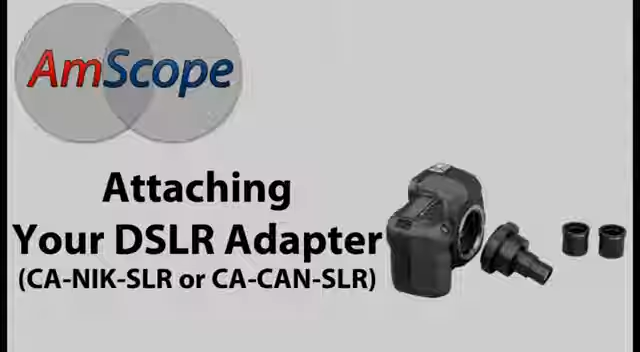 AmScope
Attaching
Your DSLR Adapter
(CA-NIK-SLR or CA-CAN-SLR)